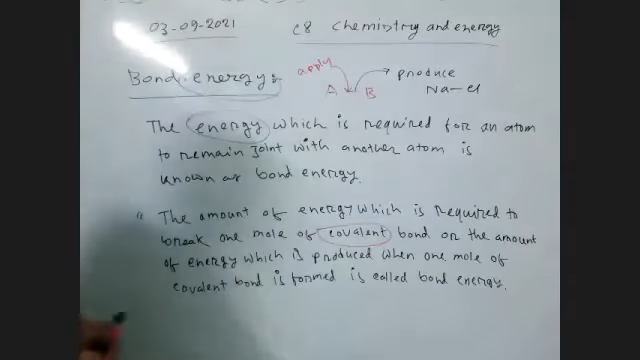 03-09-2021 C8 Chemistry and energy
Bond energy:
apply
A B
produce
Na-Cl
The energy which is required for an atom
to remain Joint with another atom is
known as bond energy.
" The amount of energy which is required to
break one mole of covalent bond or the amount
of energy which is produced when one mole of
covalent bond is formed is called bond energy.